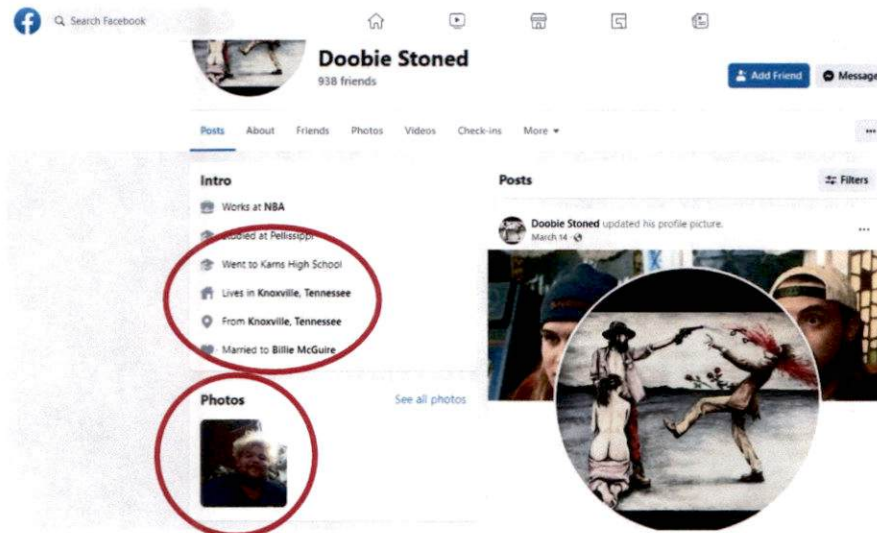 Search Facebook
Doobie Stoned
938 friends
Add Friend
Message
Posts About Friends Photos Videos Check-ins More
Intro
Works at NBA
Studied at Pellissippi
Went to Karns High School
Lives in Knoxville, Tennessee
From Knoxville, Tennessee
Married to Billie McGuire
Photos
See all photos
Posts
Filters
Doobie Stoned updated his profile picture.
March 14